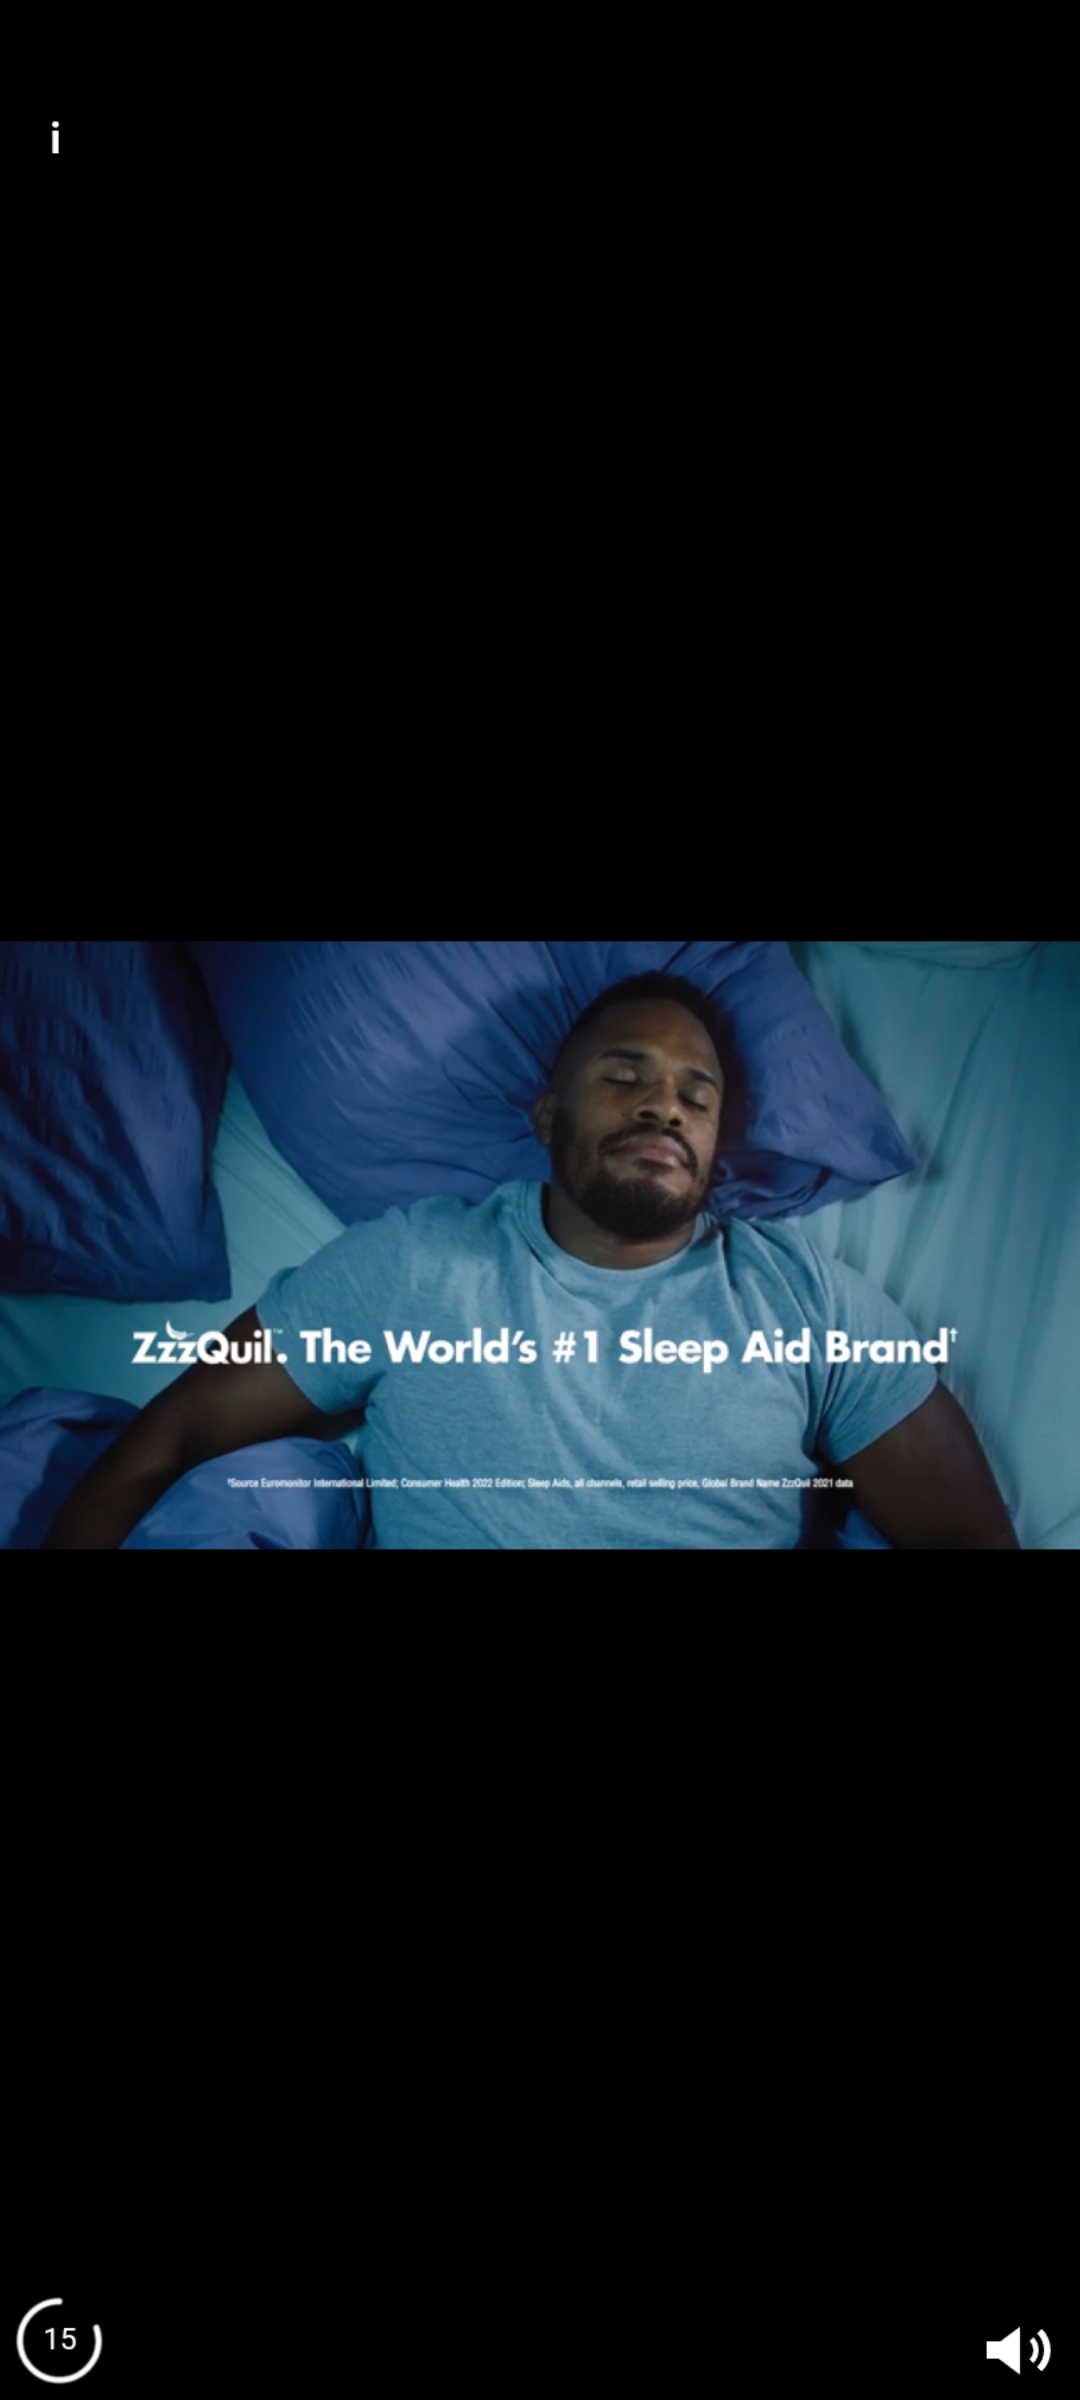 i
ZzzQuil™. The World's #1 Sleep Aid Brand†
†Source Euromonitor International Limited; Consumer Health 2022 Edition; Sleep Aids, all channels, retail selling price, Global Brand Name ZzzQuil 2021 data
15